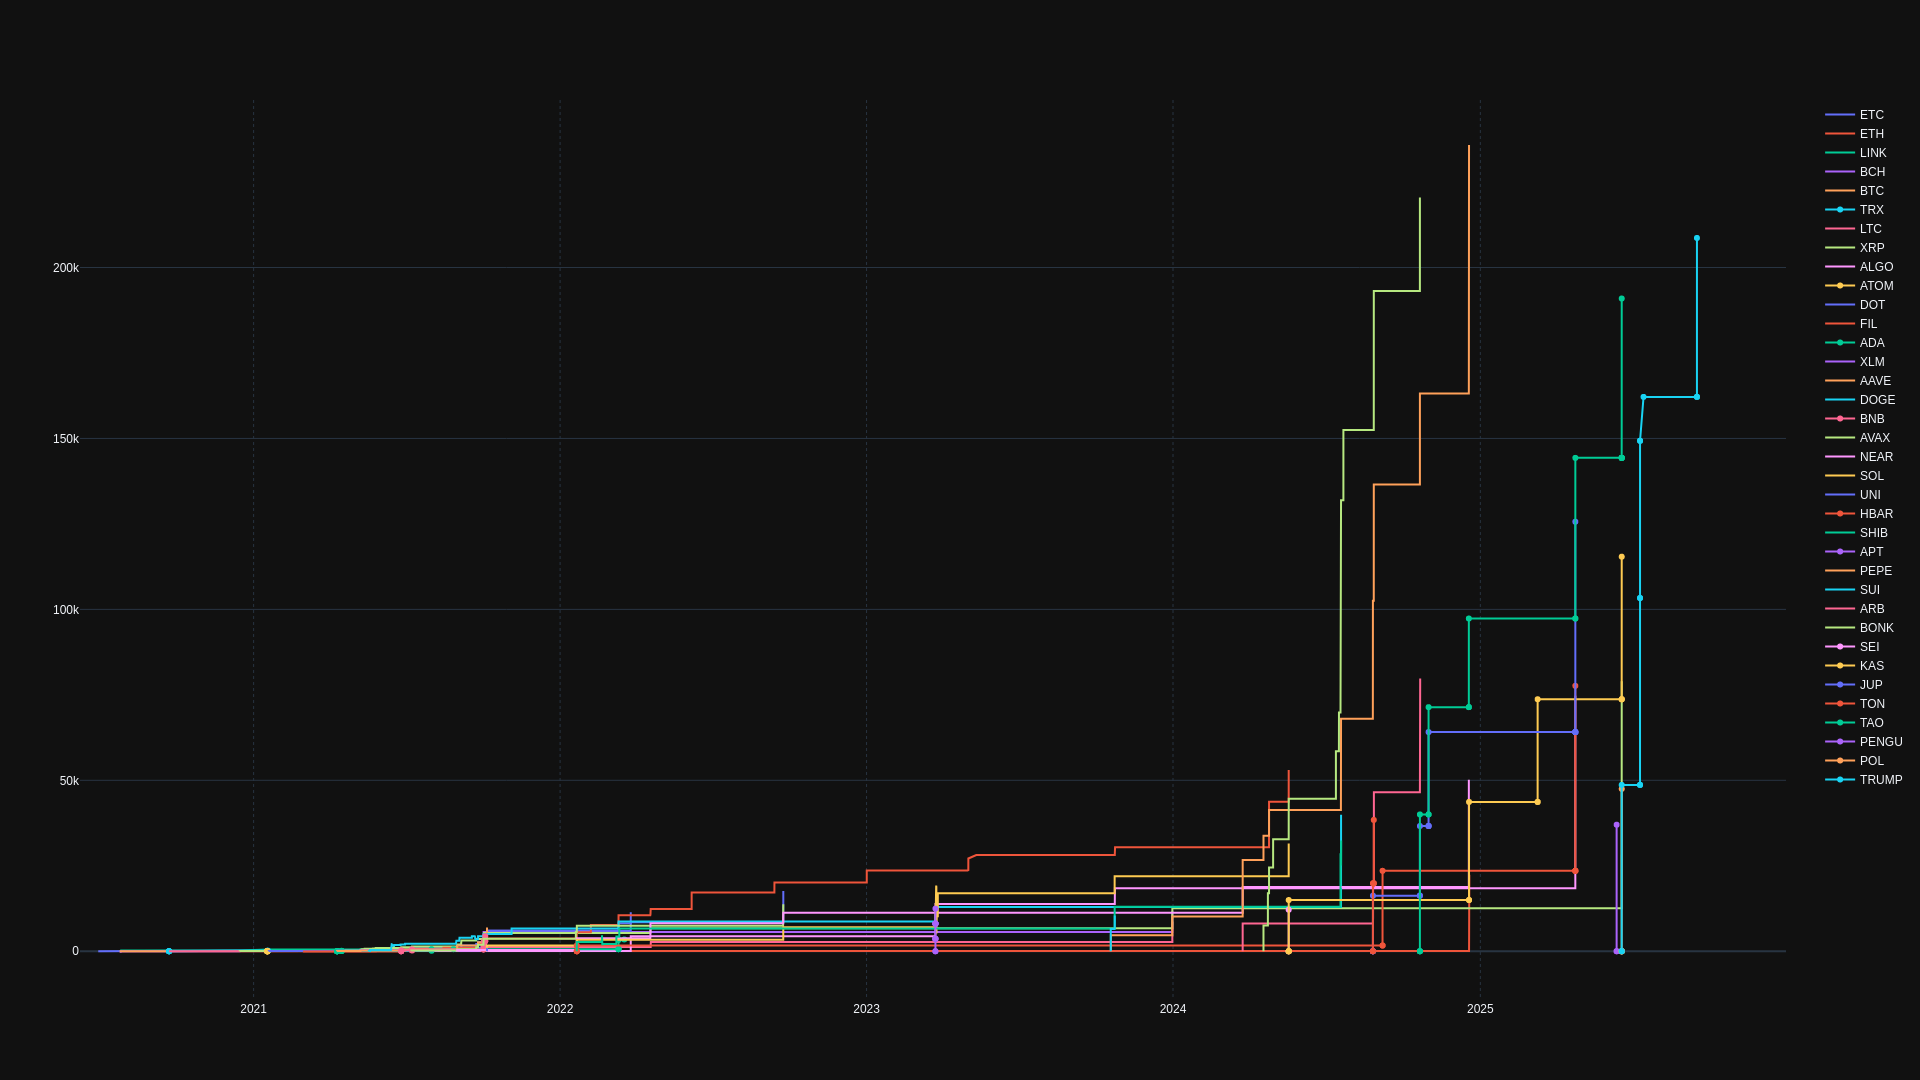 ETC
ETH
LINK
BCH
BTC
TRX
LTC
XRP
ALGO
ATOM
DOT
FIL
ADA
XLM
AAVE
DOGE
BNB
AVAX
NEAR
SOL
UNI
HBAR
SHIB
APT
PEPE
SUI
ARB
BONK
SEI
KAS
JUP
TON
TAO
PENGU
POL
TRUMP
200k
150k
100k
50k
0
2021 2022 2023 2024 2025